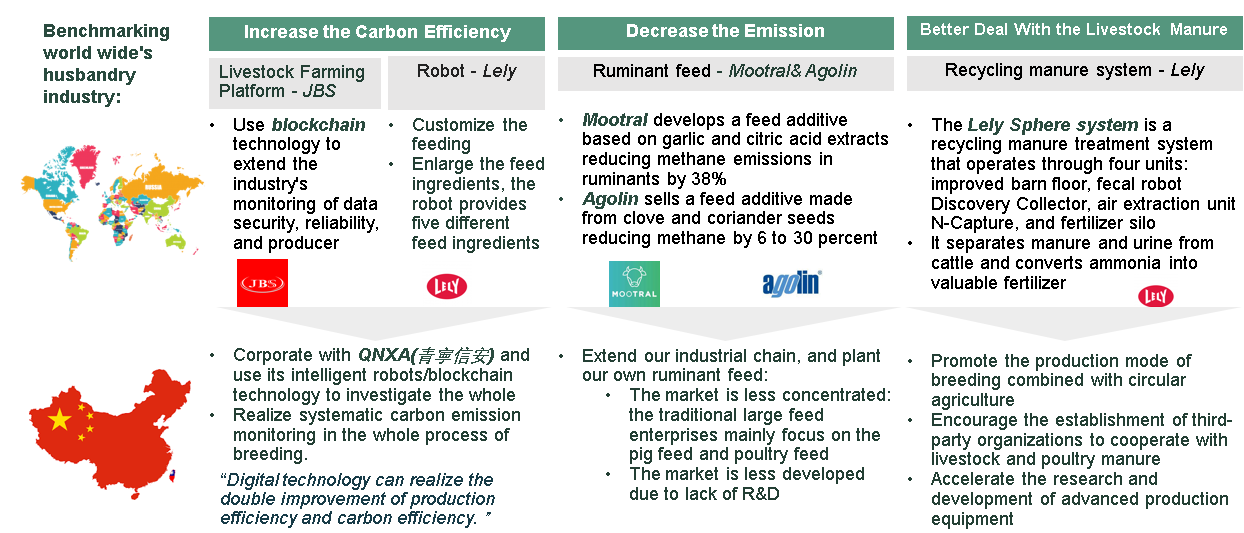 Benchmarking
world wide's
husbandry
industry:
Increase the Carbon Efficiency
Livestock Farming
Platform - JBS
Robot - Lely
• Use blockchain
technology to
extend the
industry's
monitoring of data
security, reliability,
and producer
• Customize the
feeding
• Enlarge the feed
ingredients, the
robot provides
five different
feed ingredients
JBS
LELY
Decrease the Emission
Ruminant feed - Mootral& Agolin
• Mootral develops a feed additive
based on garlic and citric acid extracts
reducing methane emissions in
ruminants by 38%
• Agolin sells a feed additive made
from clove and coriander seeds
reducing methane by 6 to 30 percent
MOOTRAL
agolin®
Better Deal With the Livestock Manure
Recycling manure system - Lely
• The Lely Sphere system is a
recycling manure treatment system
that operates through four units:
improved barn floor, fecal robot
Discovery Collector, air extraction unit
N-Capture, and fertilizer silo
• It separates manure and urine from
cattle and converts ammonia into
valuable fertilizer
LELY
• Corporate with QNXA(青寧信安) and
use its intelligent robots/blockchain
technology to investigate the whole
• Realize systematic carbon emission
monitoring in the whole process of
breeding.
“Digital technology can realize the
double improvement of production
efficiency and carbon efficiency. ”
• Extend our industrial chain, and plant
our own ruminant feed:
• The market is less concentrated:
the traditional large feed
enterprises mainly focus on the
pig feed and poultry feed
• The market is less developed
due to lack of R&D
• Promote the production mode of
breeding combined with circular
agriculture
• Encourage the establishment of third-
party organizations to cooperate with
livestock and poultry manure
• Accelerate the research and
development of advanced production
equipment